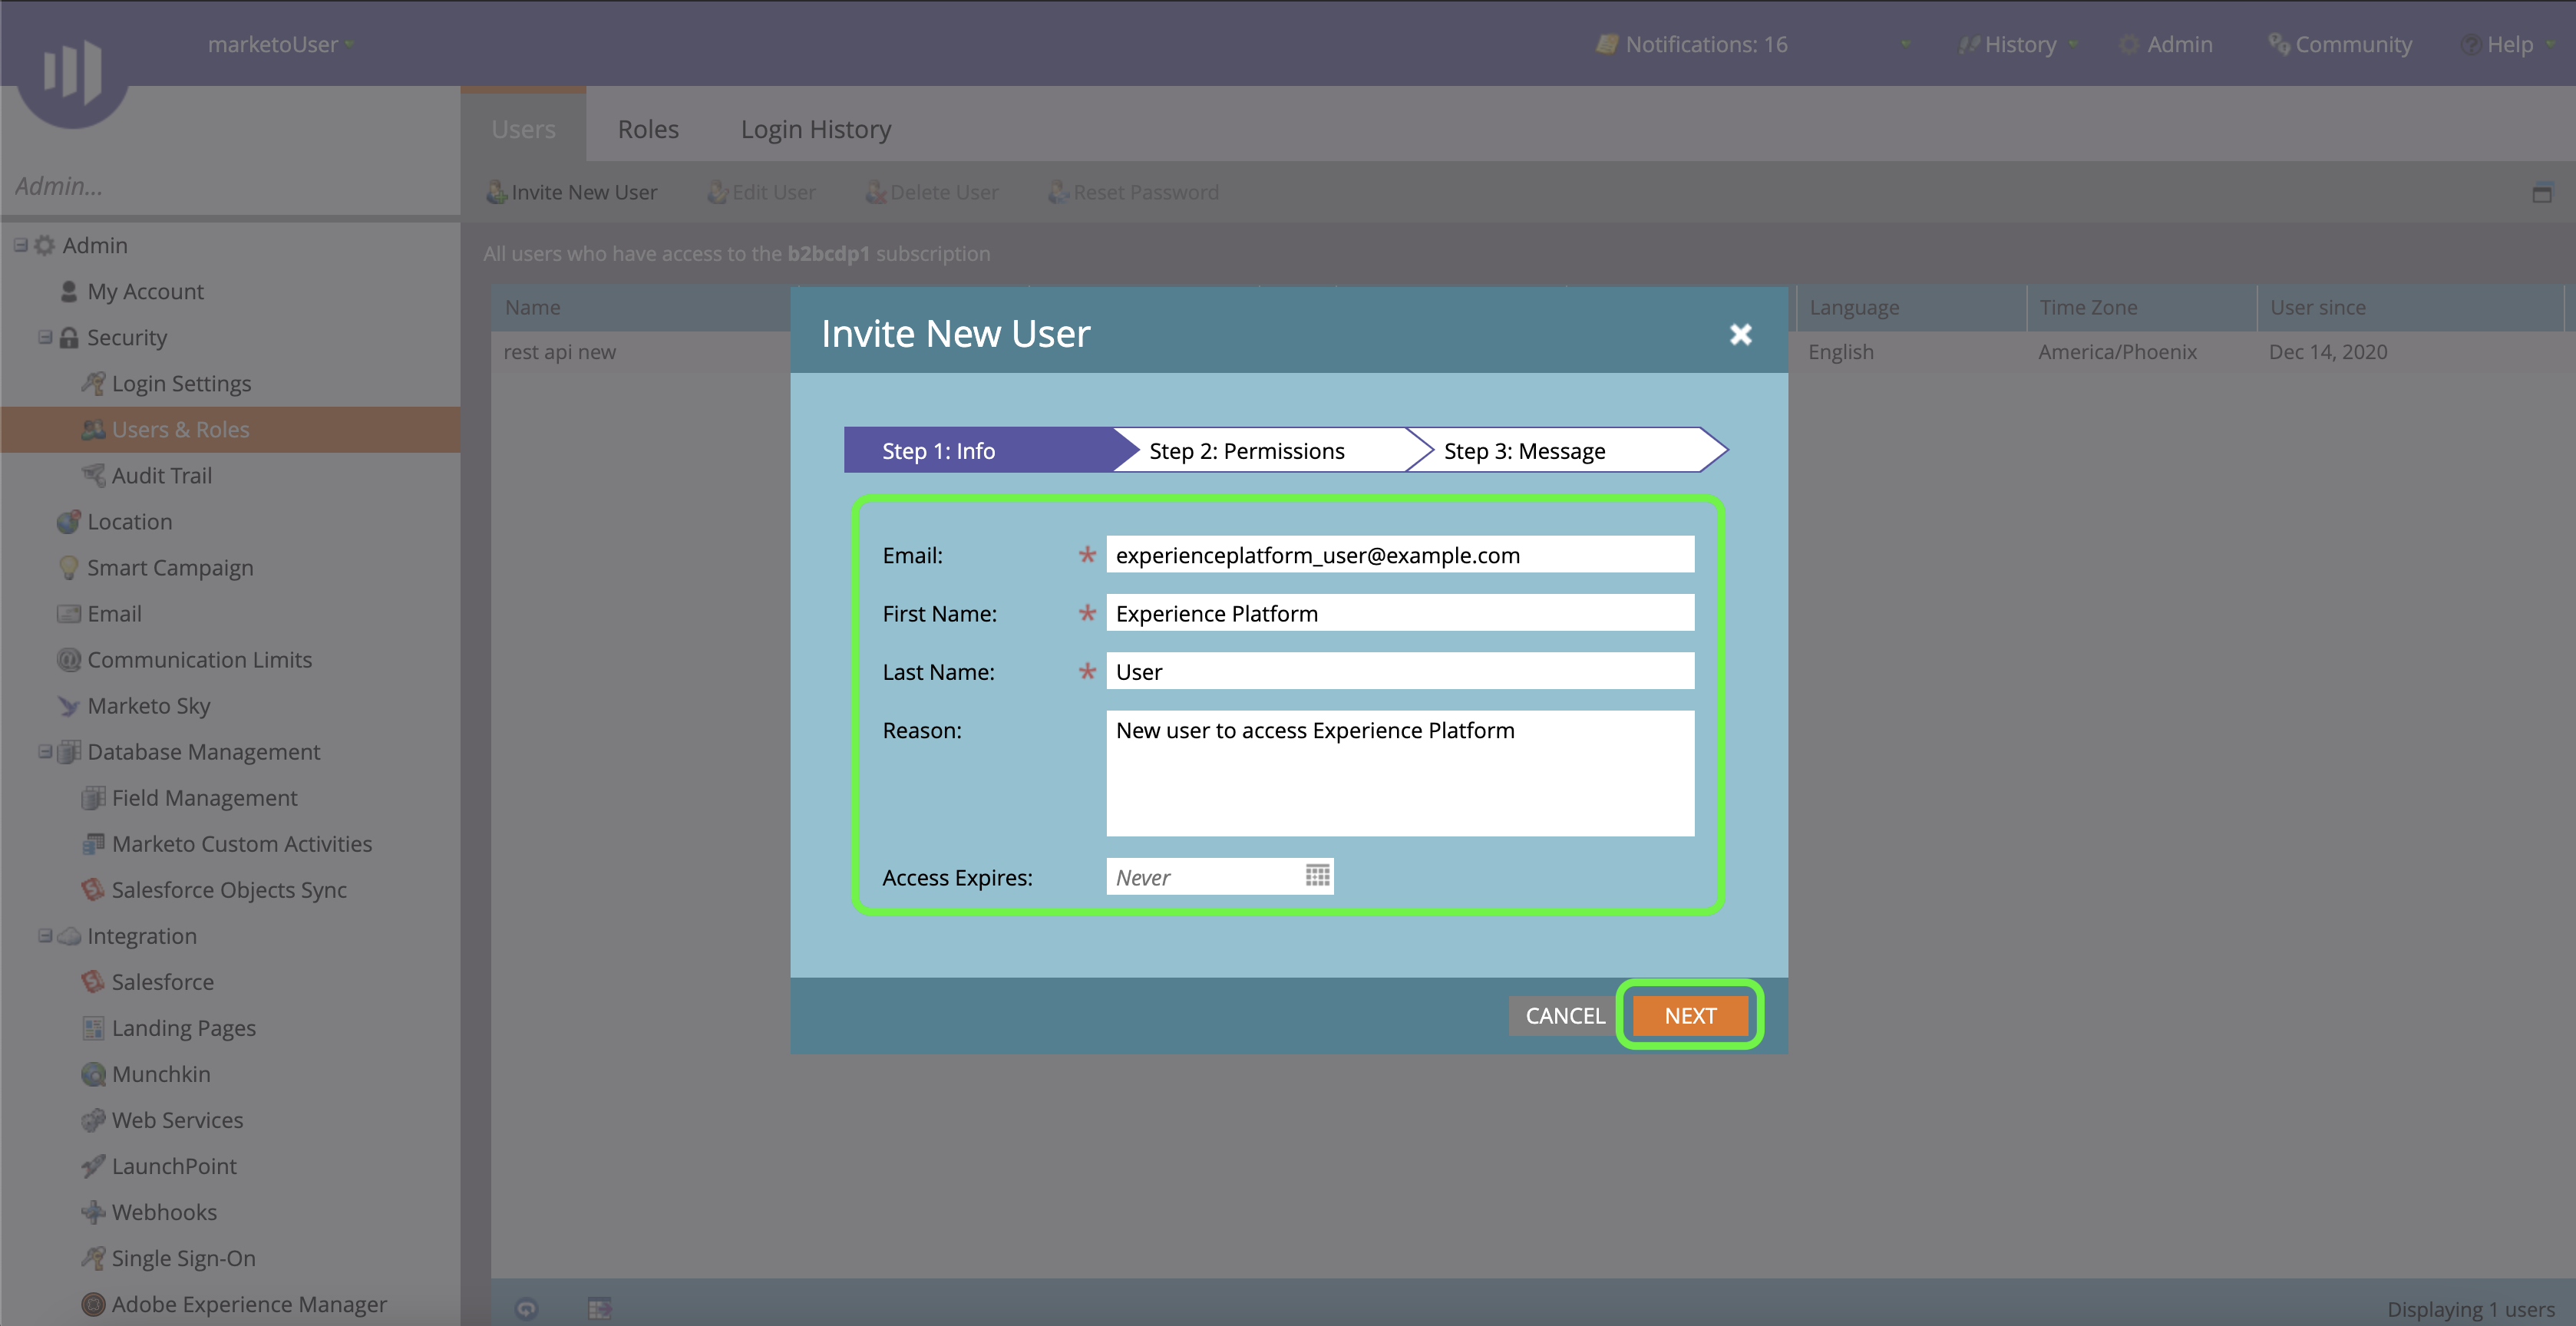 marketoUser
Notifications: 16
History
Admin
Community
Help
Users
Roles
Login History
Admin...
Invite New User
Edit User
Delete User
Reset Password
All users who have access to the b2bcdp1 subscription
Admin
My Account
Security
Login Settings
Users & Roles
Audit Trail
Location
Smart Campaign
Email
Communication Limits
Marketo Sky
Database Management
Field Management
Marketo Custom Activities
Salesforce Objects Sync
Integration
Salesforce
Landing Pages
Munchkin
Web Services
LaunchPoint
Webhooks
Single Sign-On
Adobe Experience Manager
Name
Language
Time Zone
User since
rest api new
English
America/Phoenix
Dec 14, 2020
Invite New User
Step 1: Info
Step 2: Permissions
Step 3: Message
Email: * experienceplatform_user@example.com
First Name: * Experience Platform
Last Name: * User
Reason: New user to access Experience Platform
Access Expires: Never
CANCEL
NEXT
Displaying 1 users